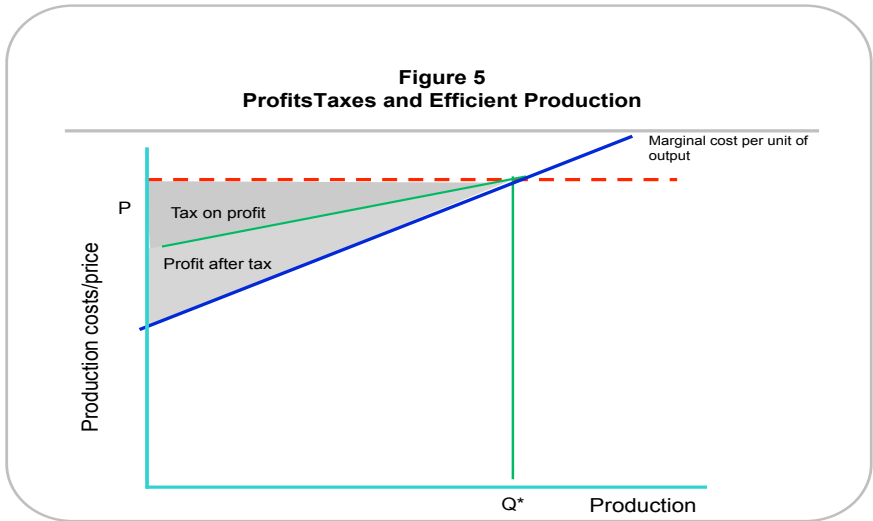 Figure 5
ProfitsTaxes and Efficient Production
Marginal cost per unit of
output
P
Tax on profit
Profit after tax
Production costs/price
Q*
Production